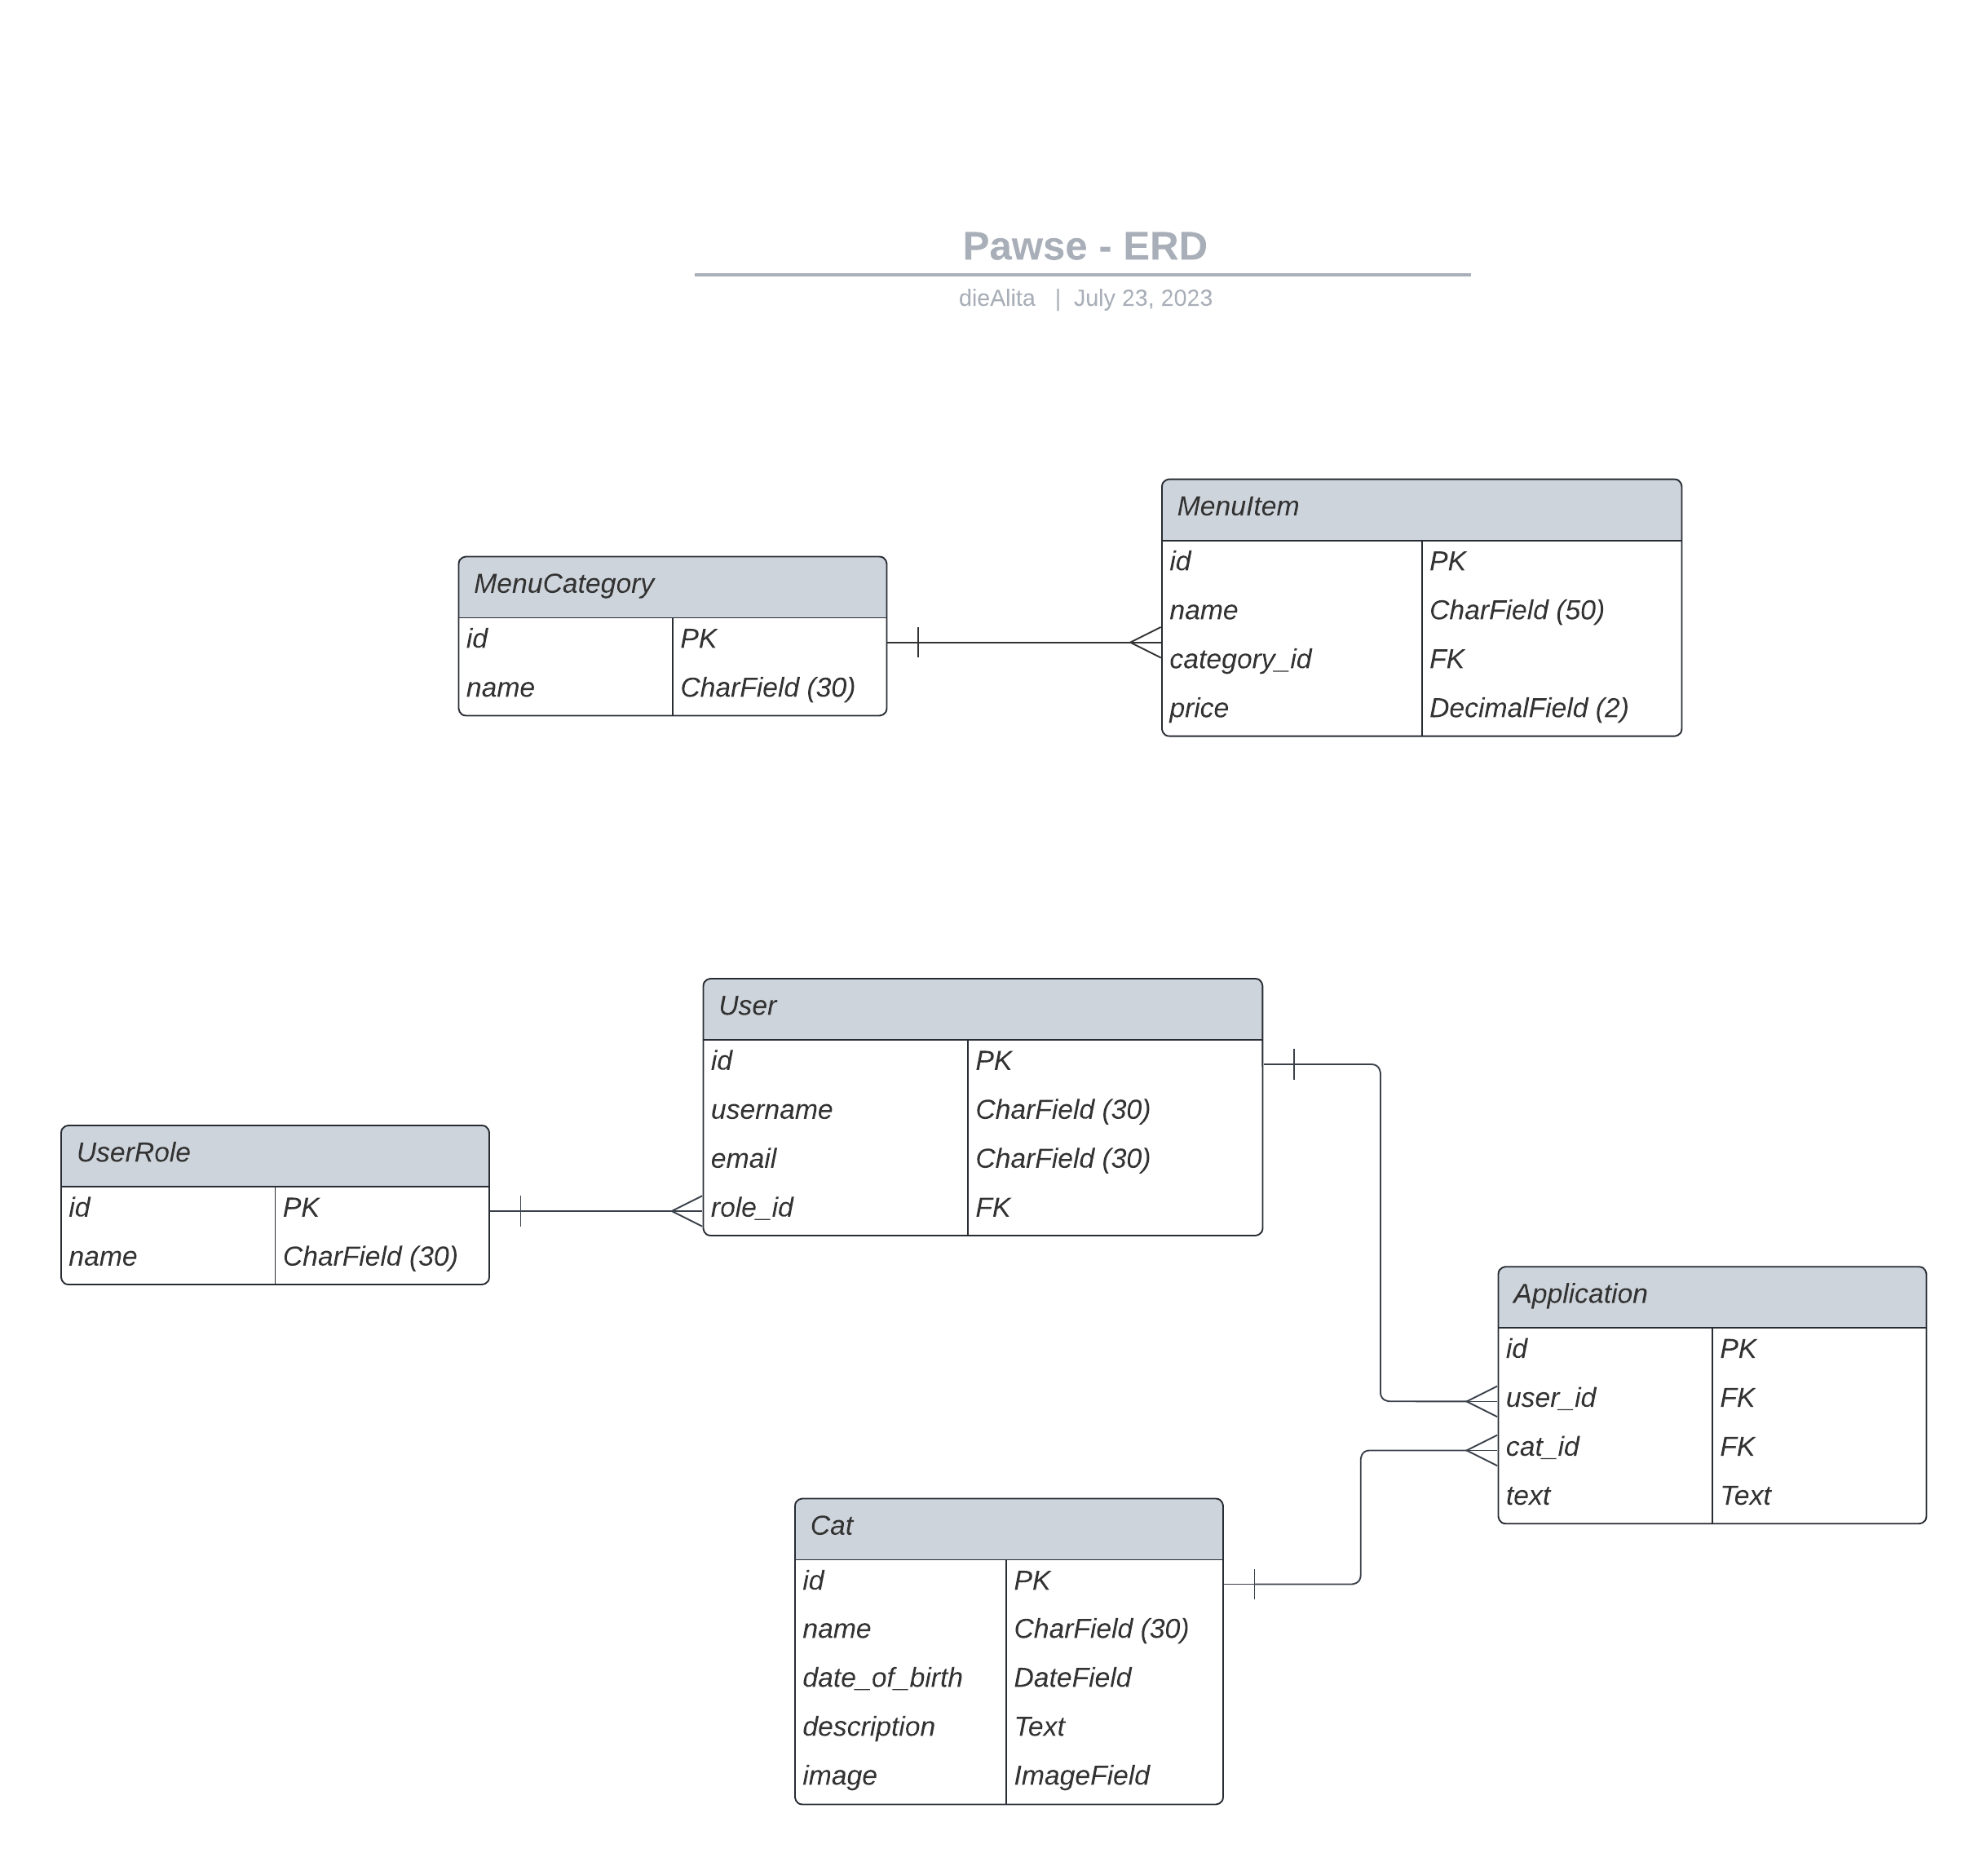 Pawse - ERD
dieAlita | July 23, 2023
MenuItem
id PK
name CharField (50)
category_id FK
price DecimalField (2)
MenuCategory
id PK
name CharField (30)
User
id PK
username CharField (30)
email CharField (30)
role_id FK
UserRole
id PK
name CharField (30)
Application
id PK
user_id FK
cat_id FK
text Text
Cat
id PK
name CharField (30)
date_of_birth DateField
description Text
image ImageField